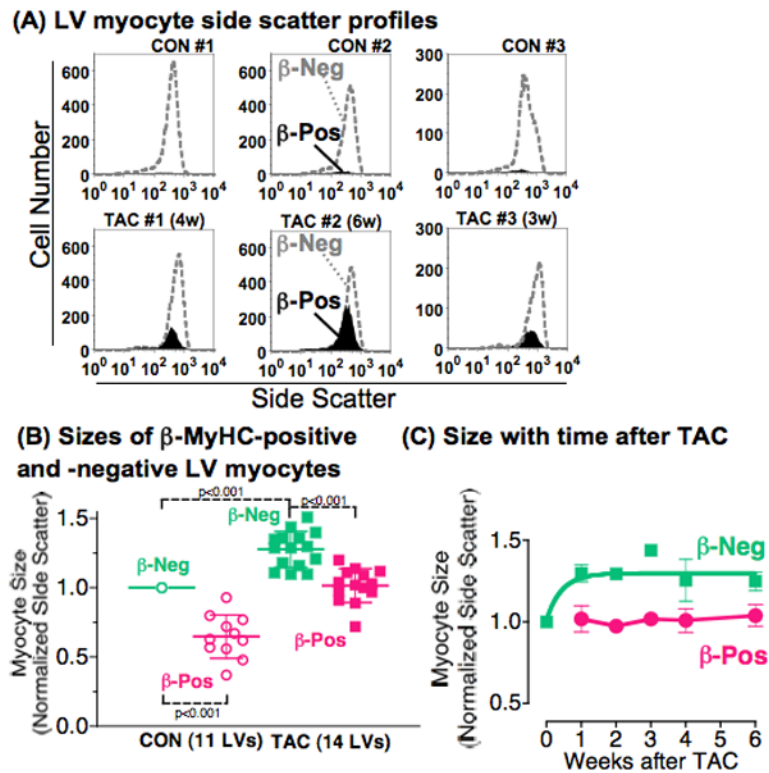 (A) LV myocyte side scatter profiles
CON #1 CON #2 CON #3
600 400 200 0
600 400 200 0
300 200 100 0
β-Neg
β-Pos
10⁰ 10¹ 10² 10³ 10⁴ 10⁰ 10¹ 10² 10³ 10⁴ 10⁰ 10¹ 10² 10³ 10⁴
Cell Number
TAC #1 (4w) TAC #2 (6w) TAC #3 (3w)
600 400 200 0
600 400 200 0
300 200 100 0
β-Neg
β-Pos
10⁰ 10¹ 10² 10³ 10⁴ 10⁰ 10¹ 10² 10³ 10⁴ 10⁰ 10¹ 10² 10³ 10⁴
Side Scatter
(B) Sizes of β-MyHC-positive
and -negative LV myocytes
Myocyte Size
(Normalized Side Scatter)
1.5
1.0
0.5
0.0
p<0.001
p<0.001
β-Neg
β-Neg
β-Pos
β-Pos
p<0.001
CON (11 LVs) TAC (14 LVs)
(C) Size with time after TAC
Myocyte Size
(Normalized Side Scatter)
1.5
1.0
0.5
β-Neg
β-Pos
0 1 2 3 4 5 6
Weeks after TAC